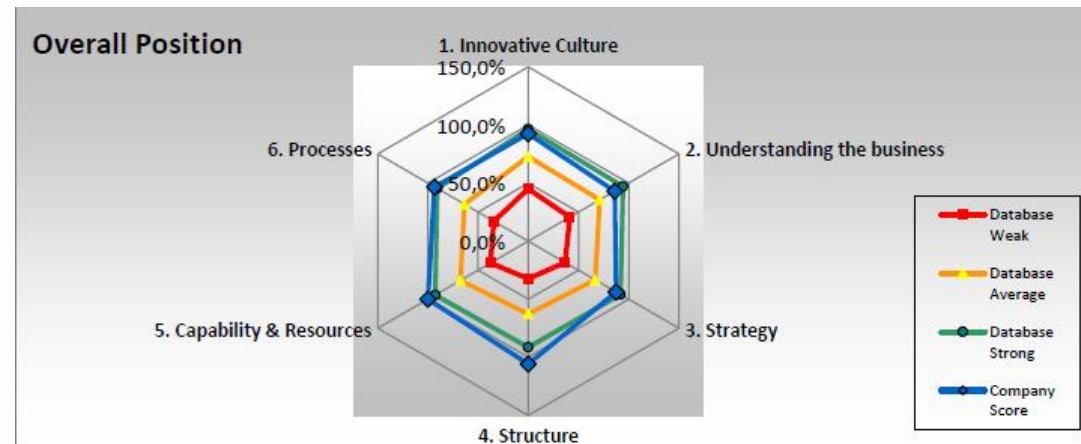 Overall Position
1. Innovative Culture
150,0%
100,0%
6. Processes
2. Understanding the business
50,0%
0,0%
5. Capability & Resources
3. Strategy
4. Structure
Database
Weak
Database
Average
Database
Strong
Company
Score